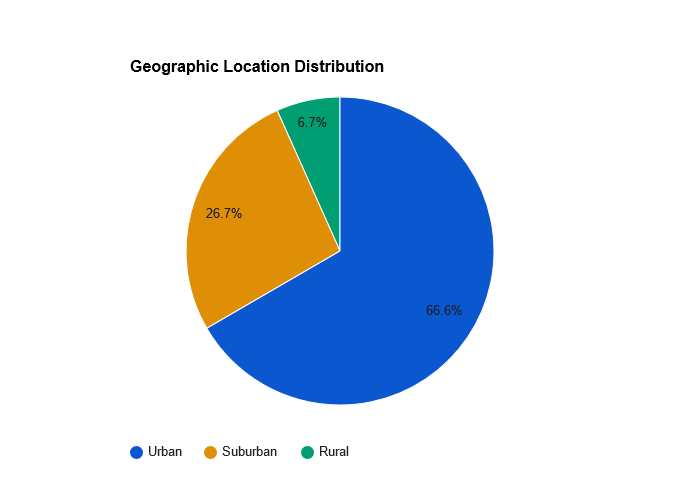 Geographic Location Distribution
6.7%
26.7%
66.6%
Urban Suburban Rural